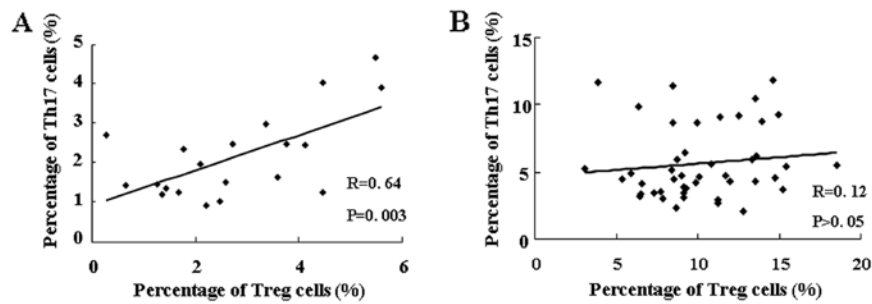 A
Percentage of Th17 cells (%)
5
4
3
2
1
0
R=0.64
P=0.003
0
2
4
6
Percentage of Treg cells (%)
B
Percentage of Th17 cells (%)
15
10
5
0
R=0.12
P>0.05
0
5
10
15
20
Percentage of Treg cells (%)